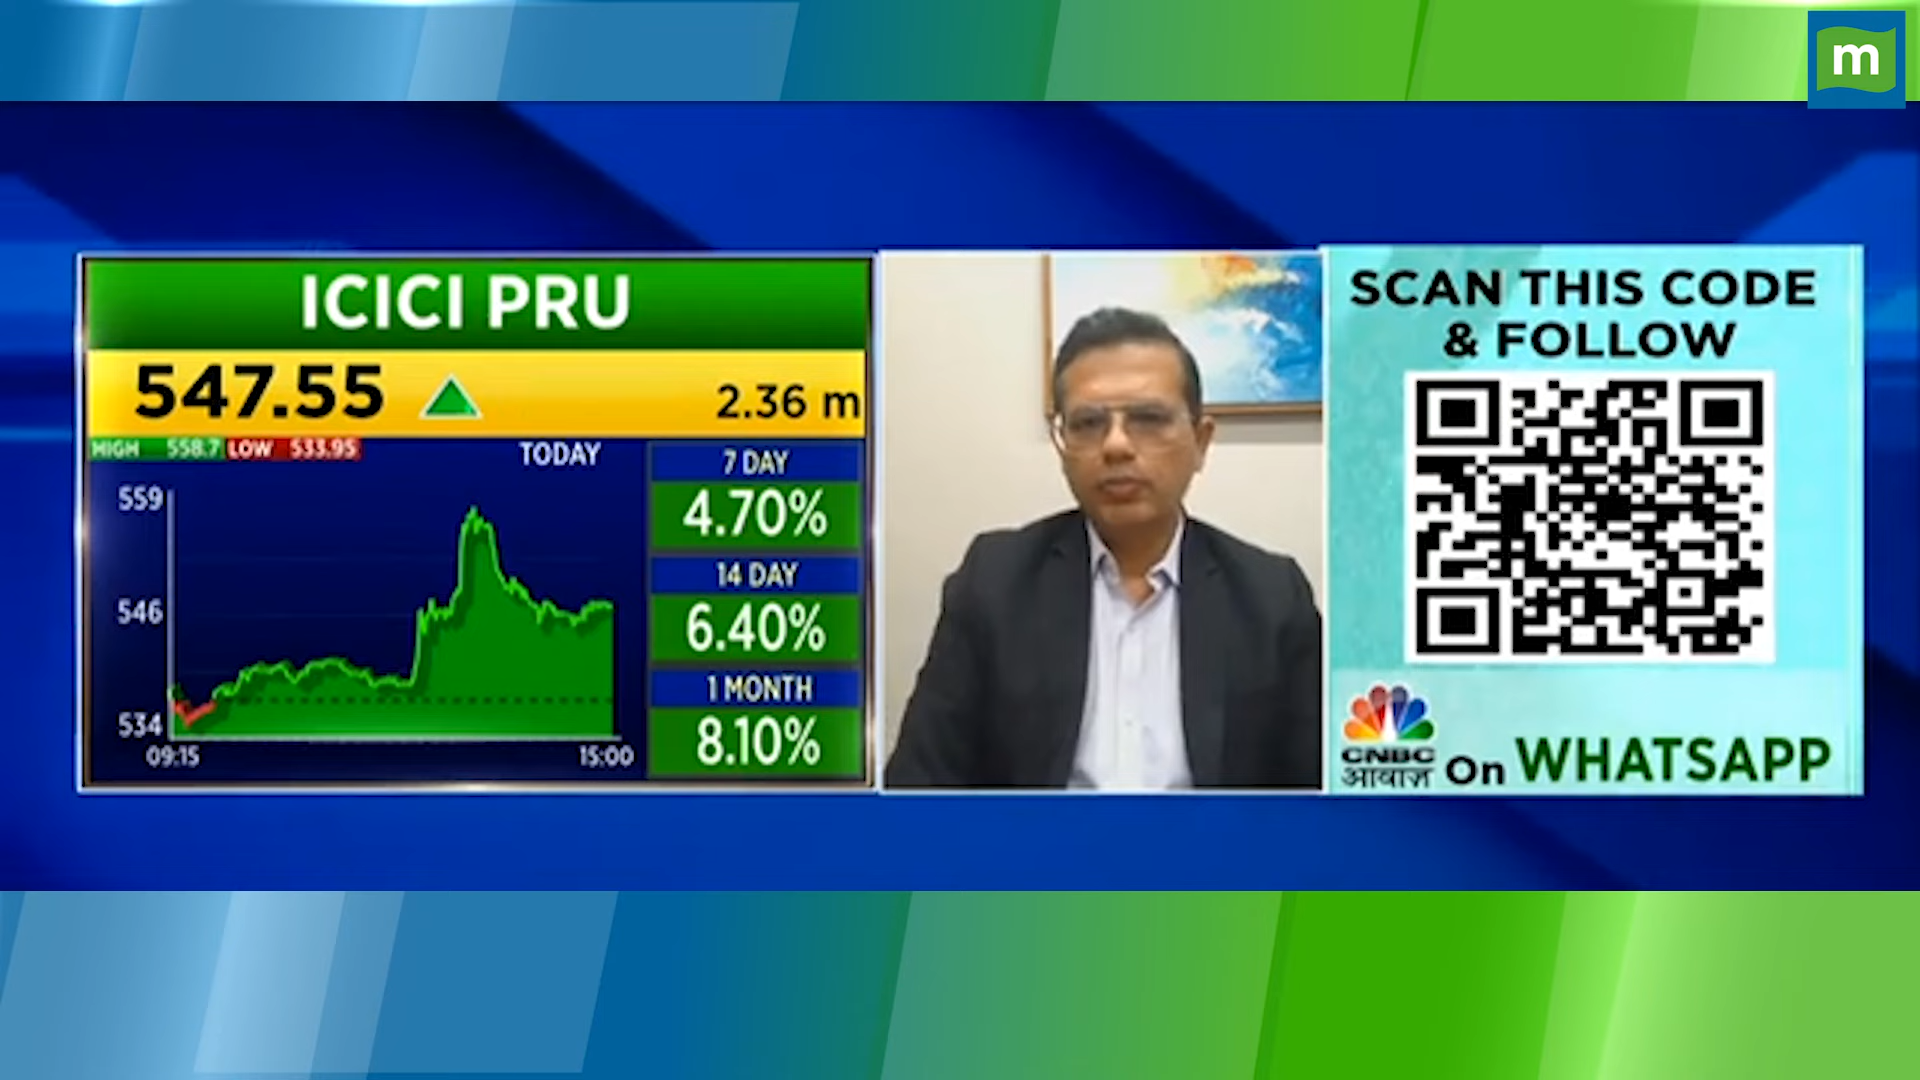 m
ICICI PRU
547.55 2.36 m
HIGH 558.7 LOW 533.95
TODAY
559
546
534
09:15 15:00
7 DAY
4.70%
14 DAY
6.40%
1 MONTH
8.10%
SCAN THIS CODE
& FOLLOW
CNBC
आवाज़
On WHATSAPP